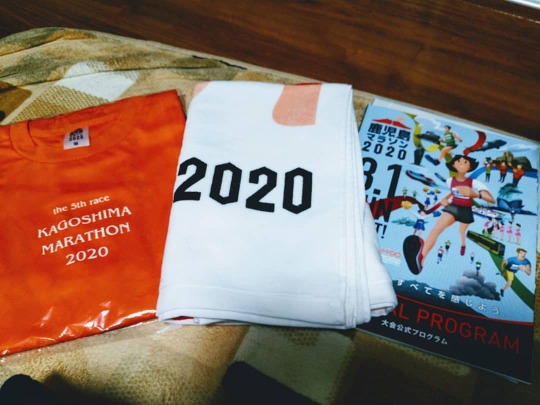 the 5th race
KAGOSHIMA
MARATHON
2020
2020
鹿児島
マラソン
2020
3.1
すべてを感じよう
AL PROGRAM
大会公式プログラム